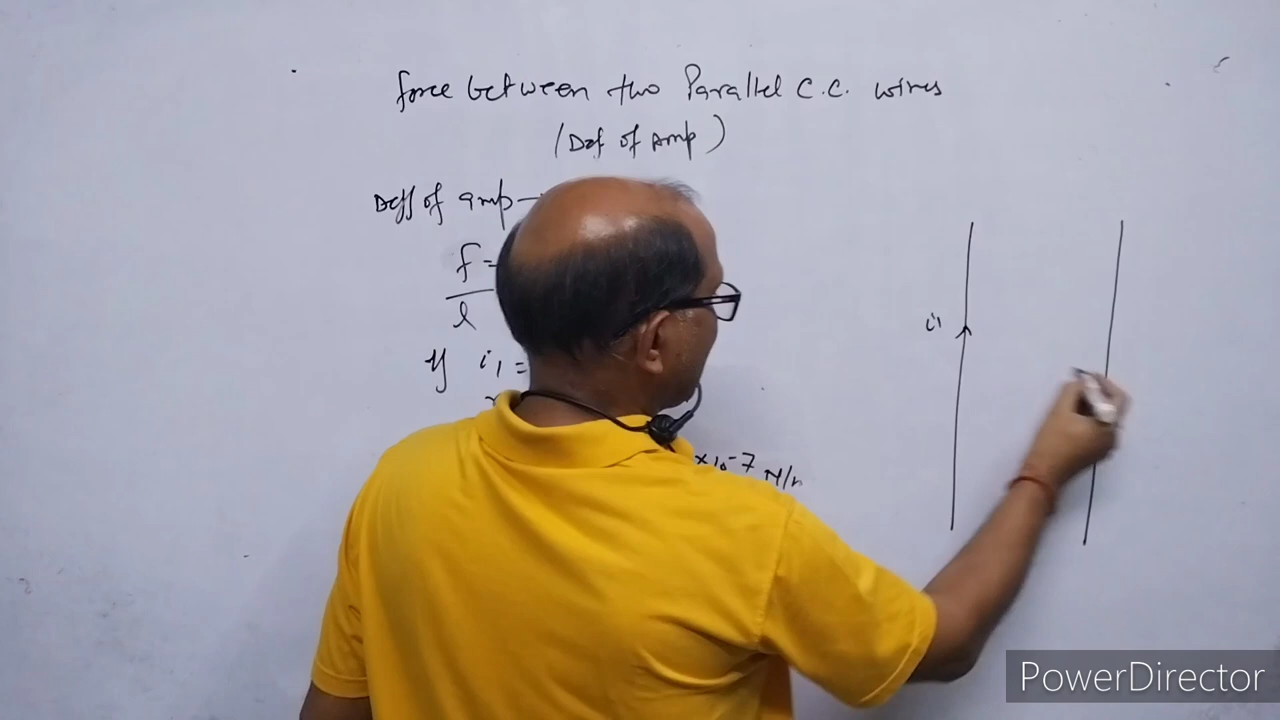 Force between two Parallel C.C. wires
(Def of Amp)
Deff of amp -
f =
l
If i₁ =
×10⁻⁷ N/m
i₁
PowerDirector